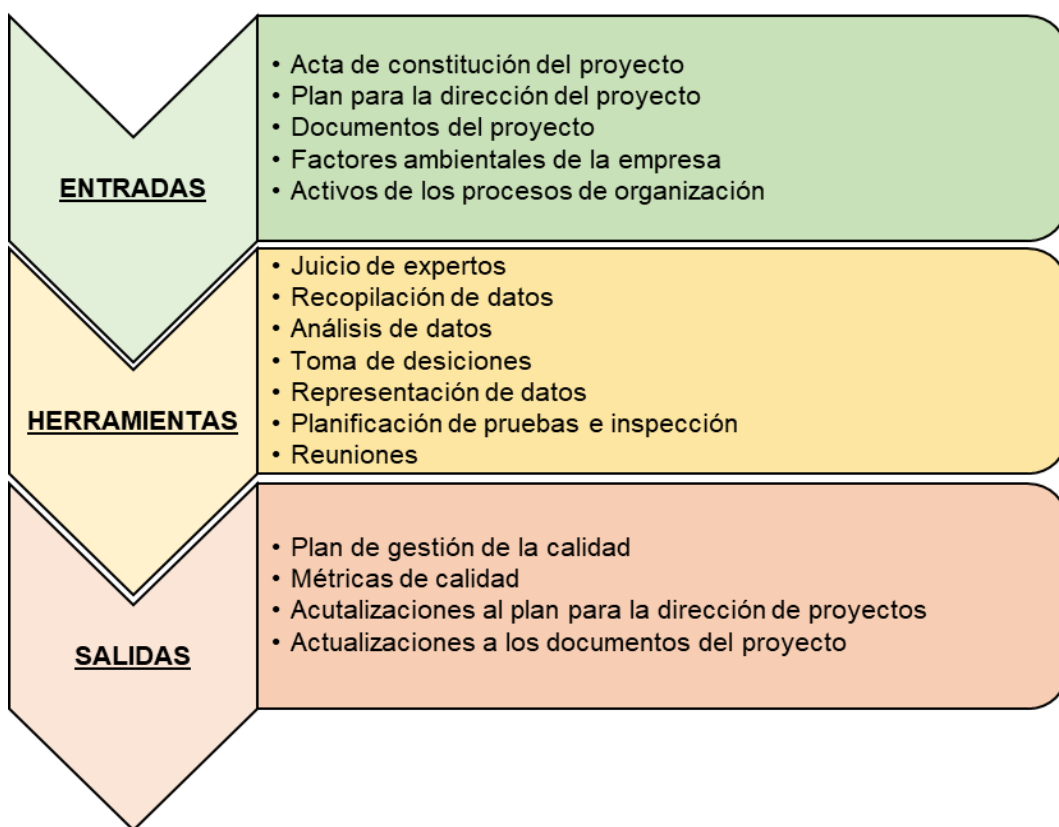 ENTRADAS
• Acta de constitución del proyecto
• Plan para la dirección del proyecto
• Documentos del proyecto
• Factores ambientales de la empresa
• Activos de los procesos de organización
HERRAMIENTAS
• Juicio de expertos
• Recopilación de datos
• Análisis de datos
• Toma de desiciones
• Representación de datos
• Planificación de pruebas e inspección
• Reuniones
SALIDAS
• Plan de gestión de la calidad
• Métricas de calidad
• Acutalizaciones al plan para la dirección de proyectos
• Actualizaciones a los documentos del proyecto